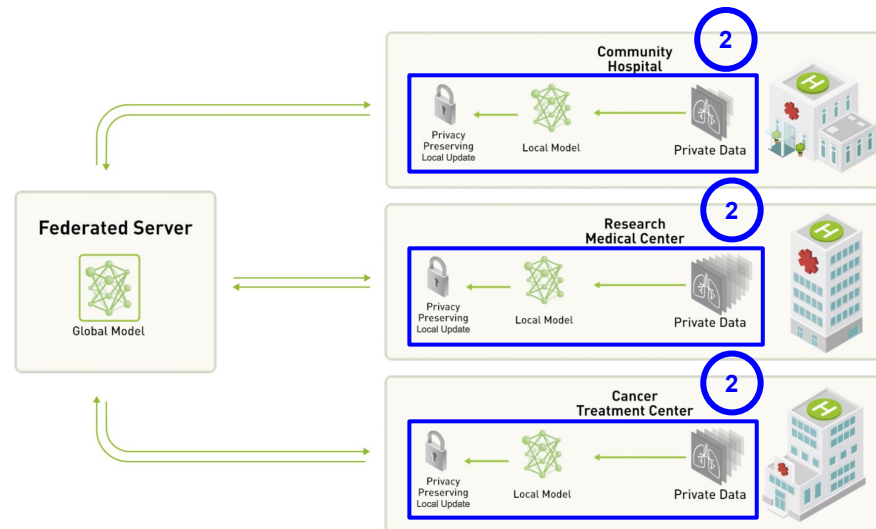 2
Community
Hospital
Privacy
Preserving
Local Update
Local Model
Private Data
H
Federated Server
Global Model
2
Research
Medical Center
Privacy
Preserving
Local Update
Local Model
Private Data
H
2
Cancer
Treatment Center
Privacy
Preserving
Local Update
Local Model
Private Data
H